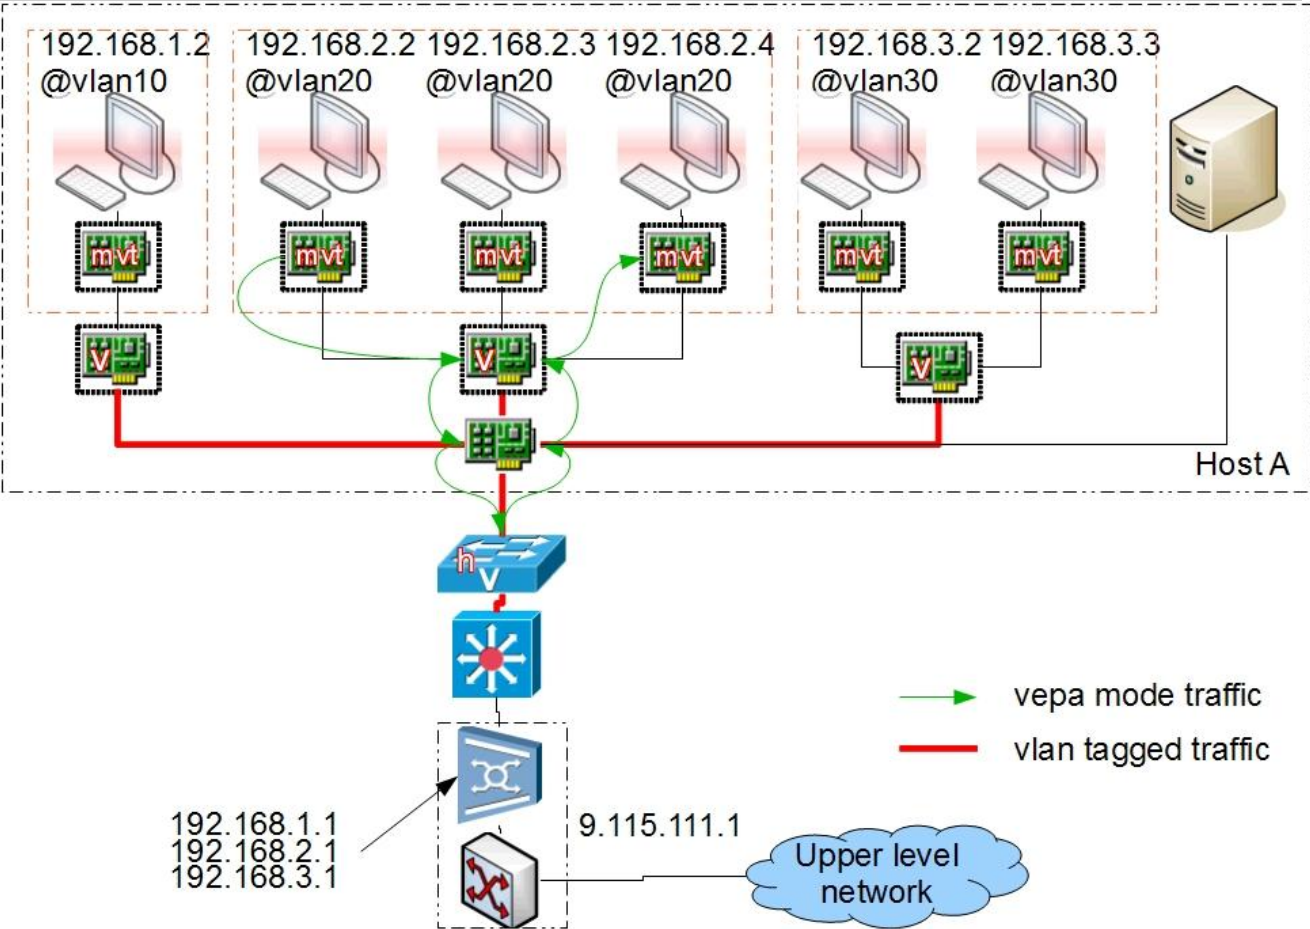 192.168.1.2
@vlan10
192.168.2.2
@vlan20
192.168.2.3
@vlan20
192.168.2.4
@vlan20
192.168.3.2
@vlan30
192.168.3.3
@vlan30
mvt
mvt
mvt
mvt
mvt
mvt
V
V
V
Host A
h
V
vepa mode traffic
vlan tagged traffic
192.168.1.1
192.168.2.1
192.168.3.1
9.115.111.1
Upper level
network